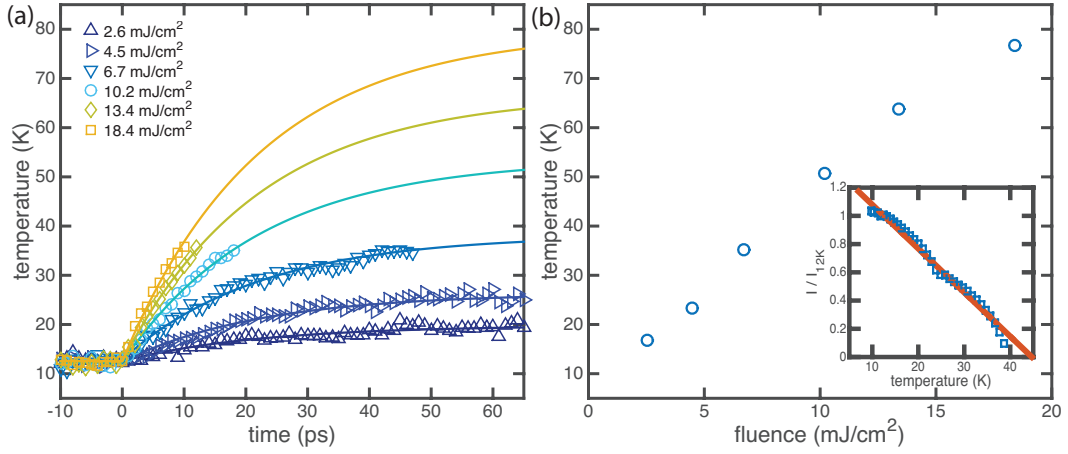 (a)
2.6 mJ/cm²
4.5 mJ/cm²
6.7 mJ/cm²
10.2 mJ/cm²
13.4 mJ/cm²
18.4 mJ/cm²
80
70
60
50
40
30
20
10
temperature (K)
-10 0 10 20 30 40 50 60
time (ps)
(b)
80
70
60
50
40
30
20
10
temperature (K)
0 5 10 15 20
fluence (mJ/cm²)
1.2
1
0.8
0.6
0.4
0.2
0
I / I12K
10 20 30 40
temperature (K)